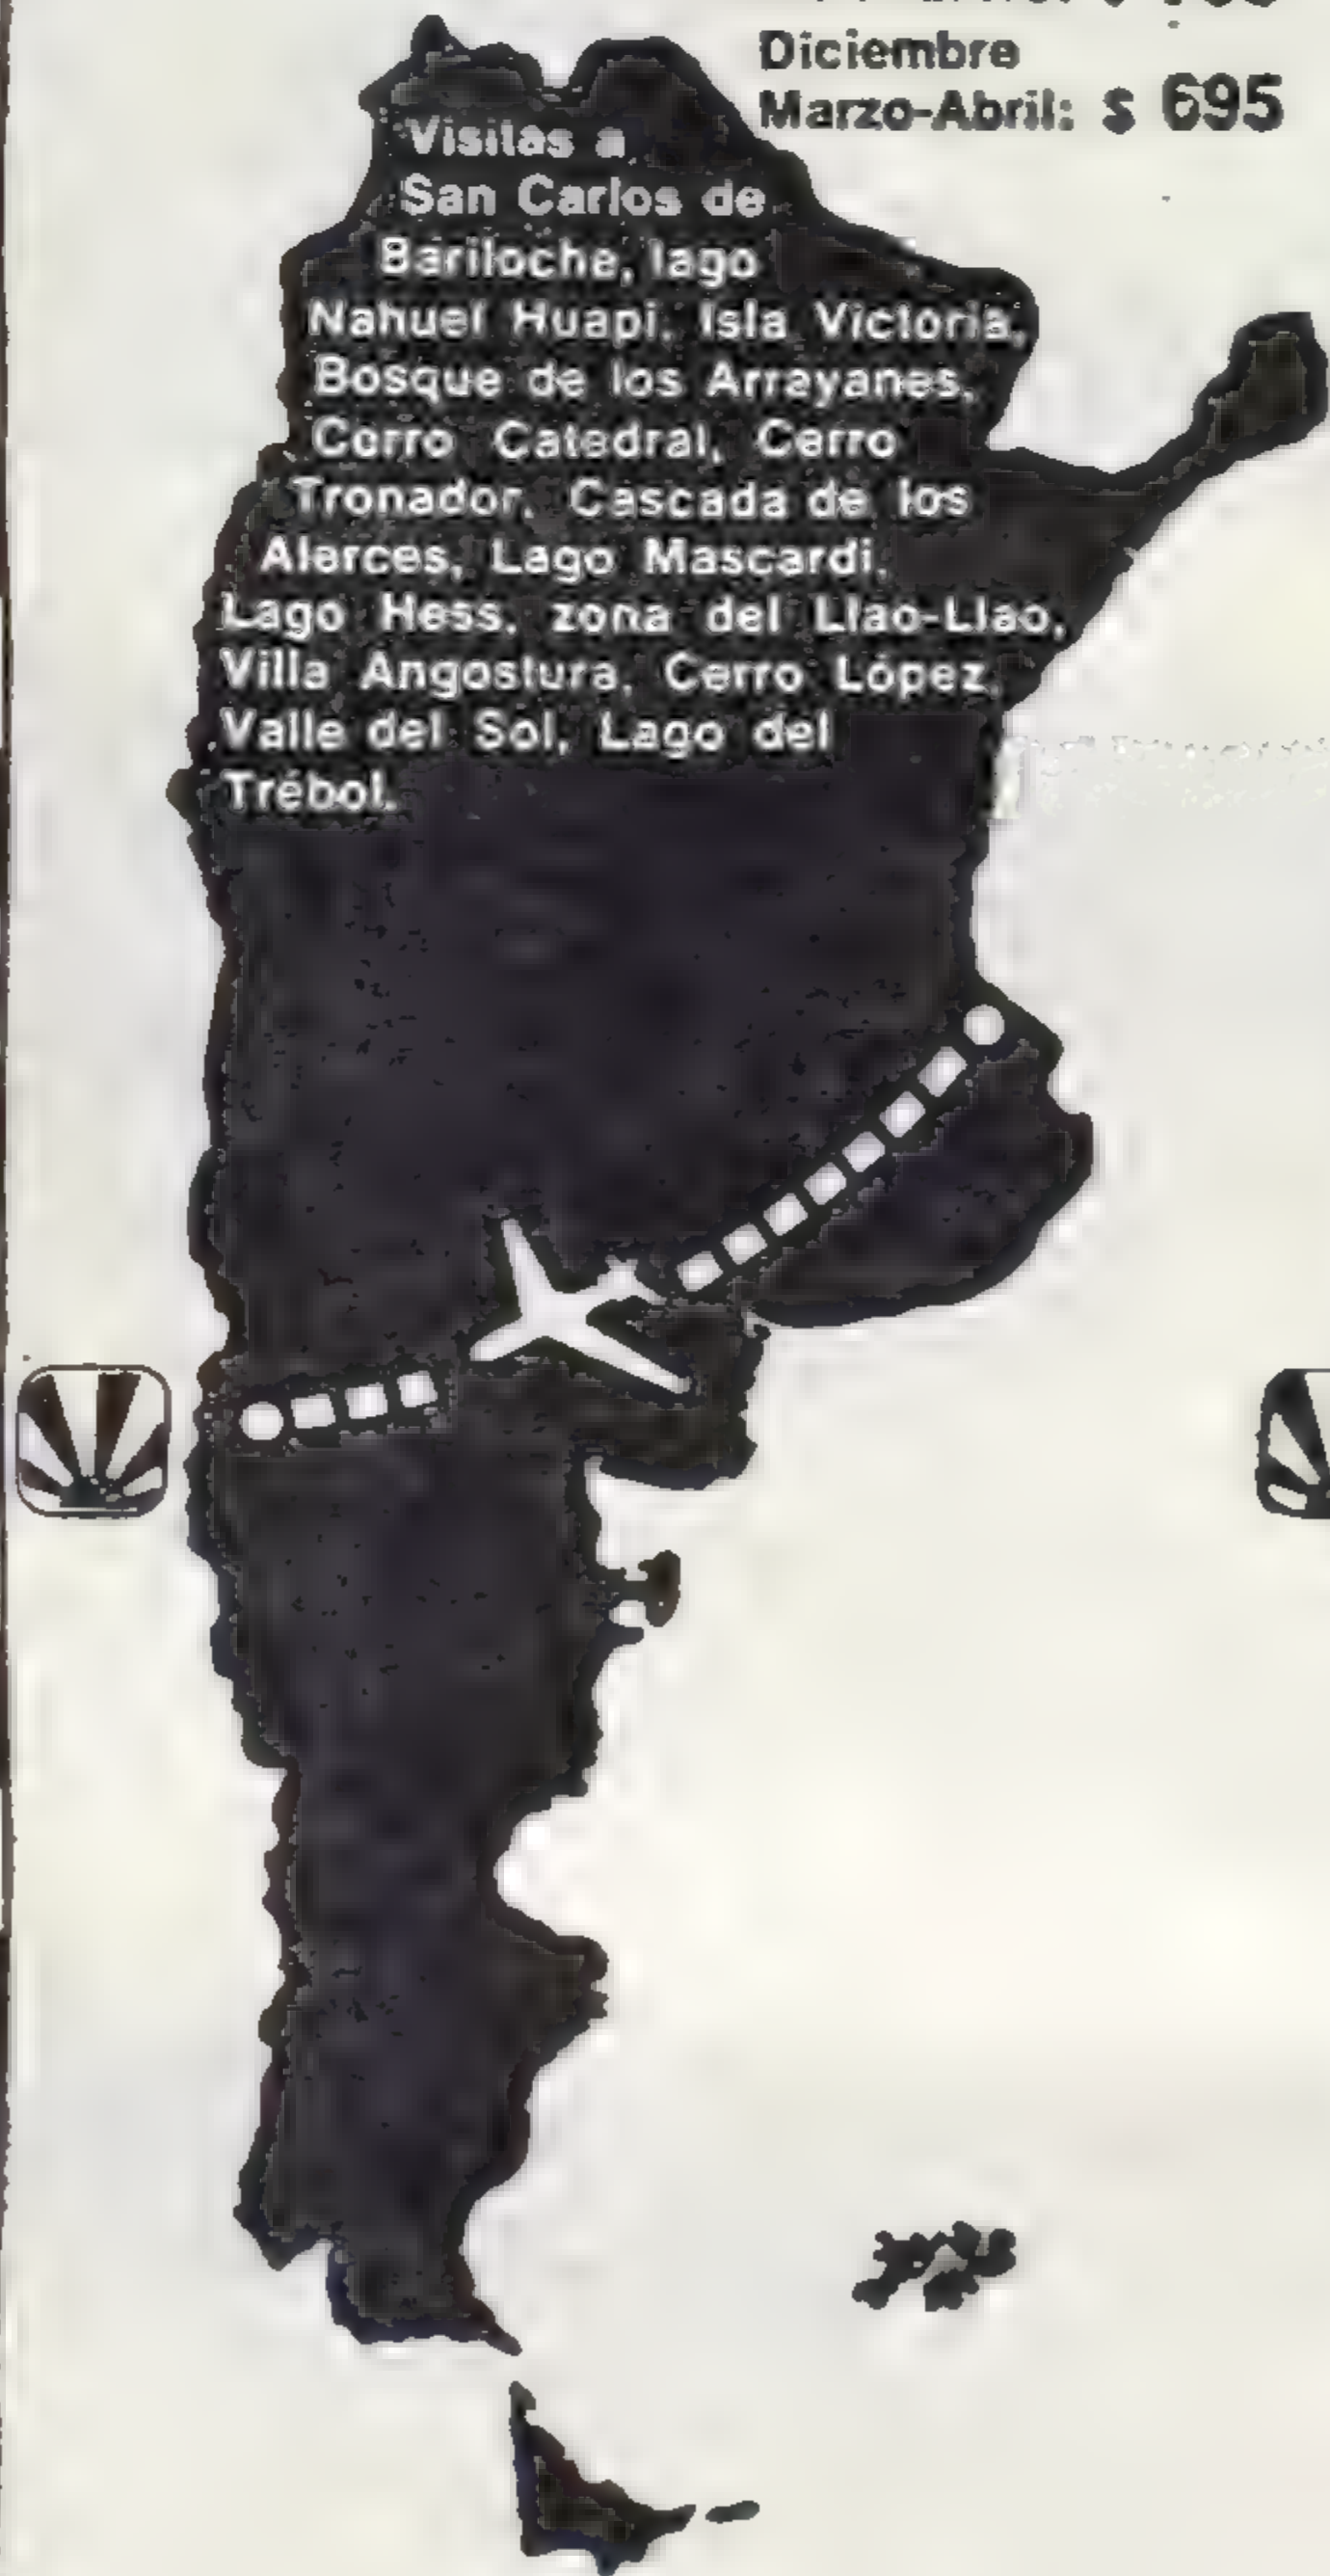 Diciembre
Marzo-Abril: $ 695
Visitas a
San Carlos de
Bariloche, lago
Nahuel Huapi, Isla Victoria,
Bosque de los Arrayanes,
Cerro Catedral, Cerro
Tronador, Cascada de los
Alerces, Lago Mascardi,
Lago Hess, zona del Llao-Llao,
Villa Angostura, Cerro López,
Valle del Sol, Lago del
Trébol.